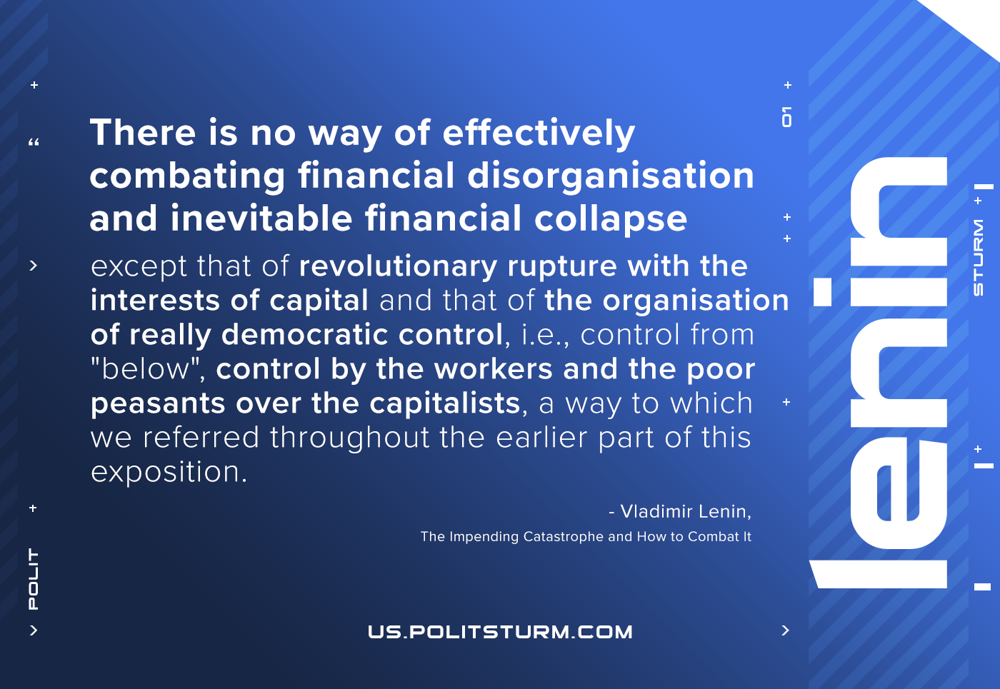 “
There is no way of effectively
combating financial disorganisation
and inevitable financial collapse
except that of revolutionary rupture with the
interests of capital and that of the organisation
of really democratic control, i.e., control from
"below", control by the workers and the poor
peasants over the capitalists, a way to which
we referred throughout the earlier part of this
exposition.
- Vladimir Lenin,
The Impending Catastrophe and How to Combat It
US.POLITSTURM.COM
POLIT
01
lenin
STURM